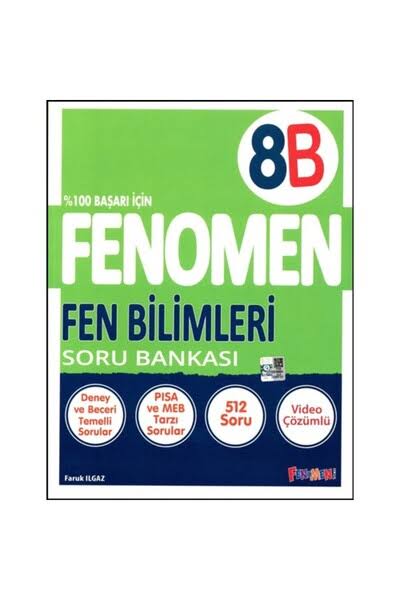 8B
%100 BAŞARI İÇİN
FENOMEN
FEN BİLİMLERİ
SORU BANKASI
Deney
ve Beceri
Temelli
Sorular
PISA
ve MEB
Tarzı
Sorular
512
Soru
Video
Çözümlü
Faruk ILGAZ
FENOMEN